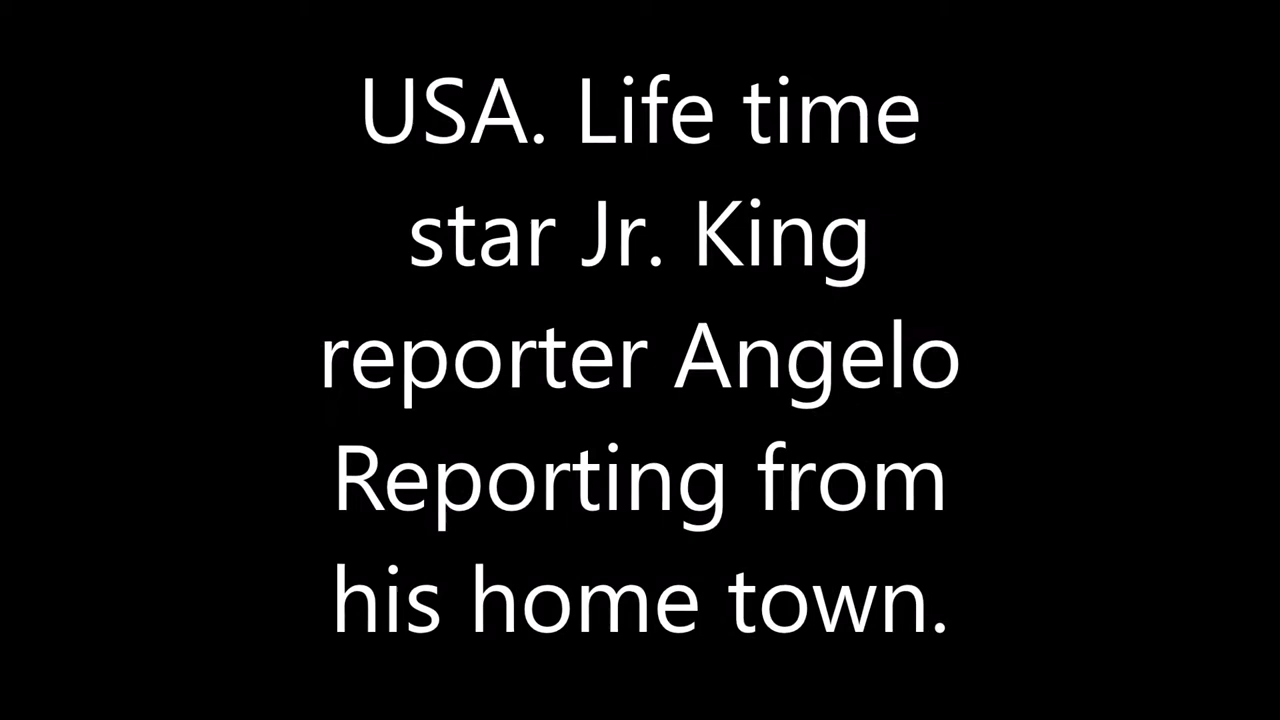 USA. Life time
star Jr. King
reporter Angelo
Reporting from
his home town.